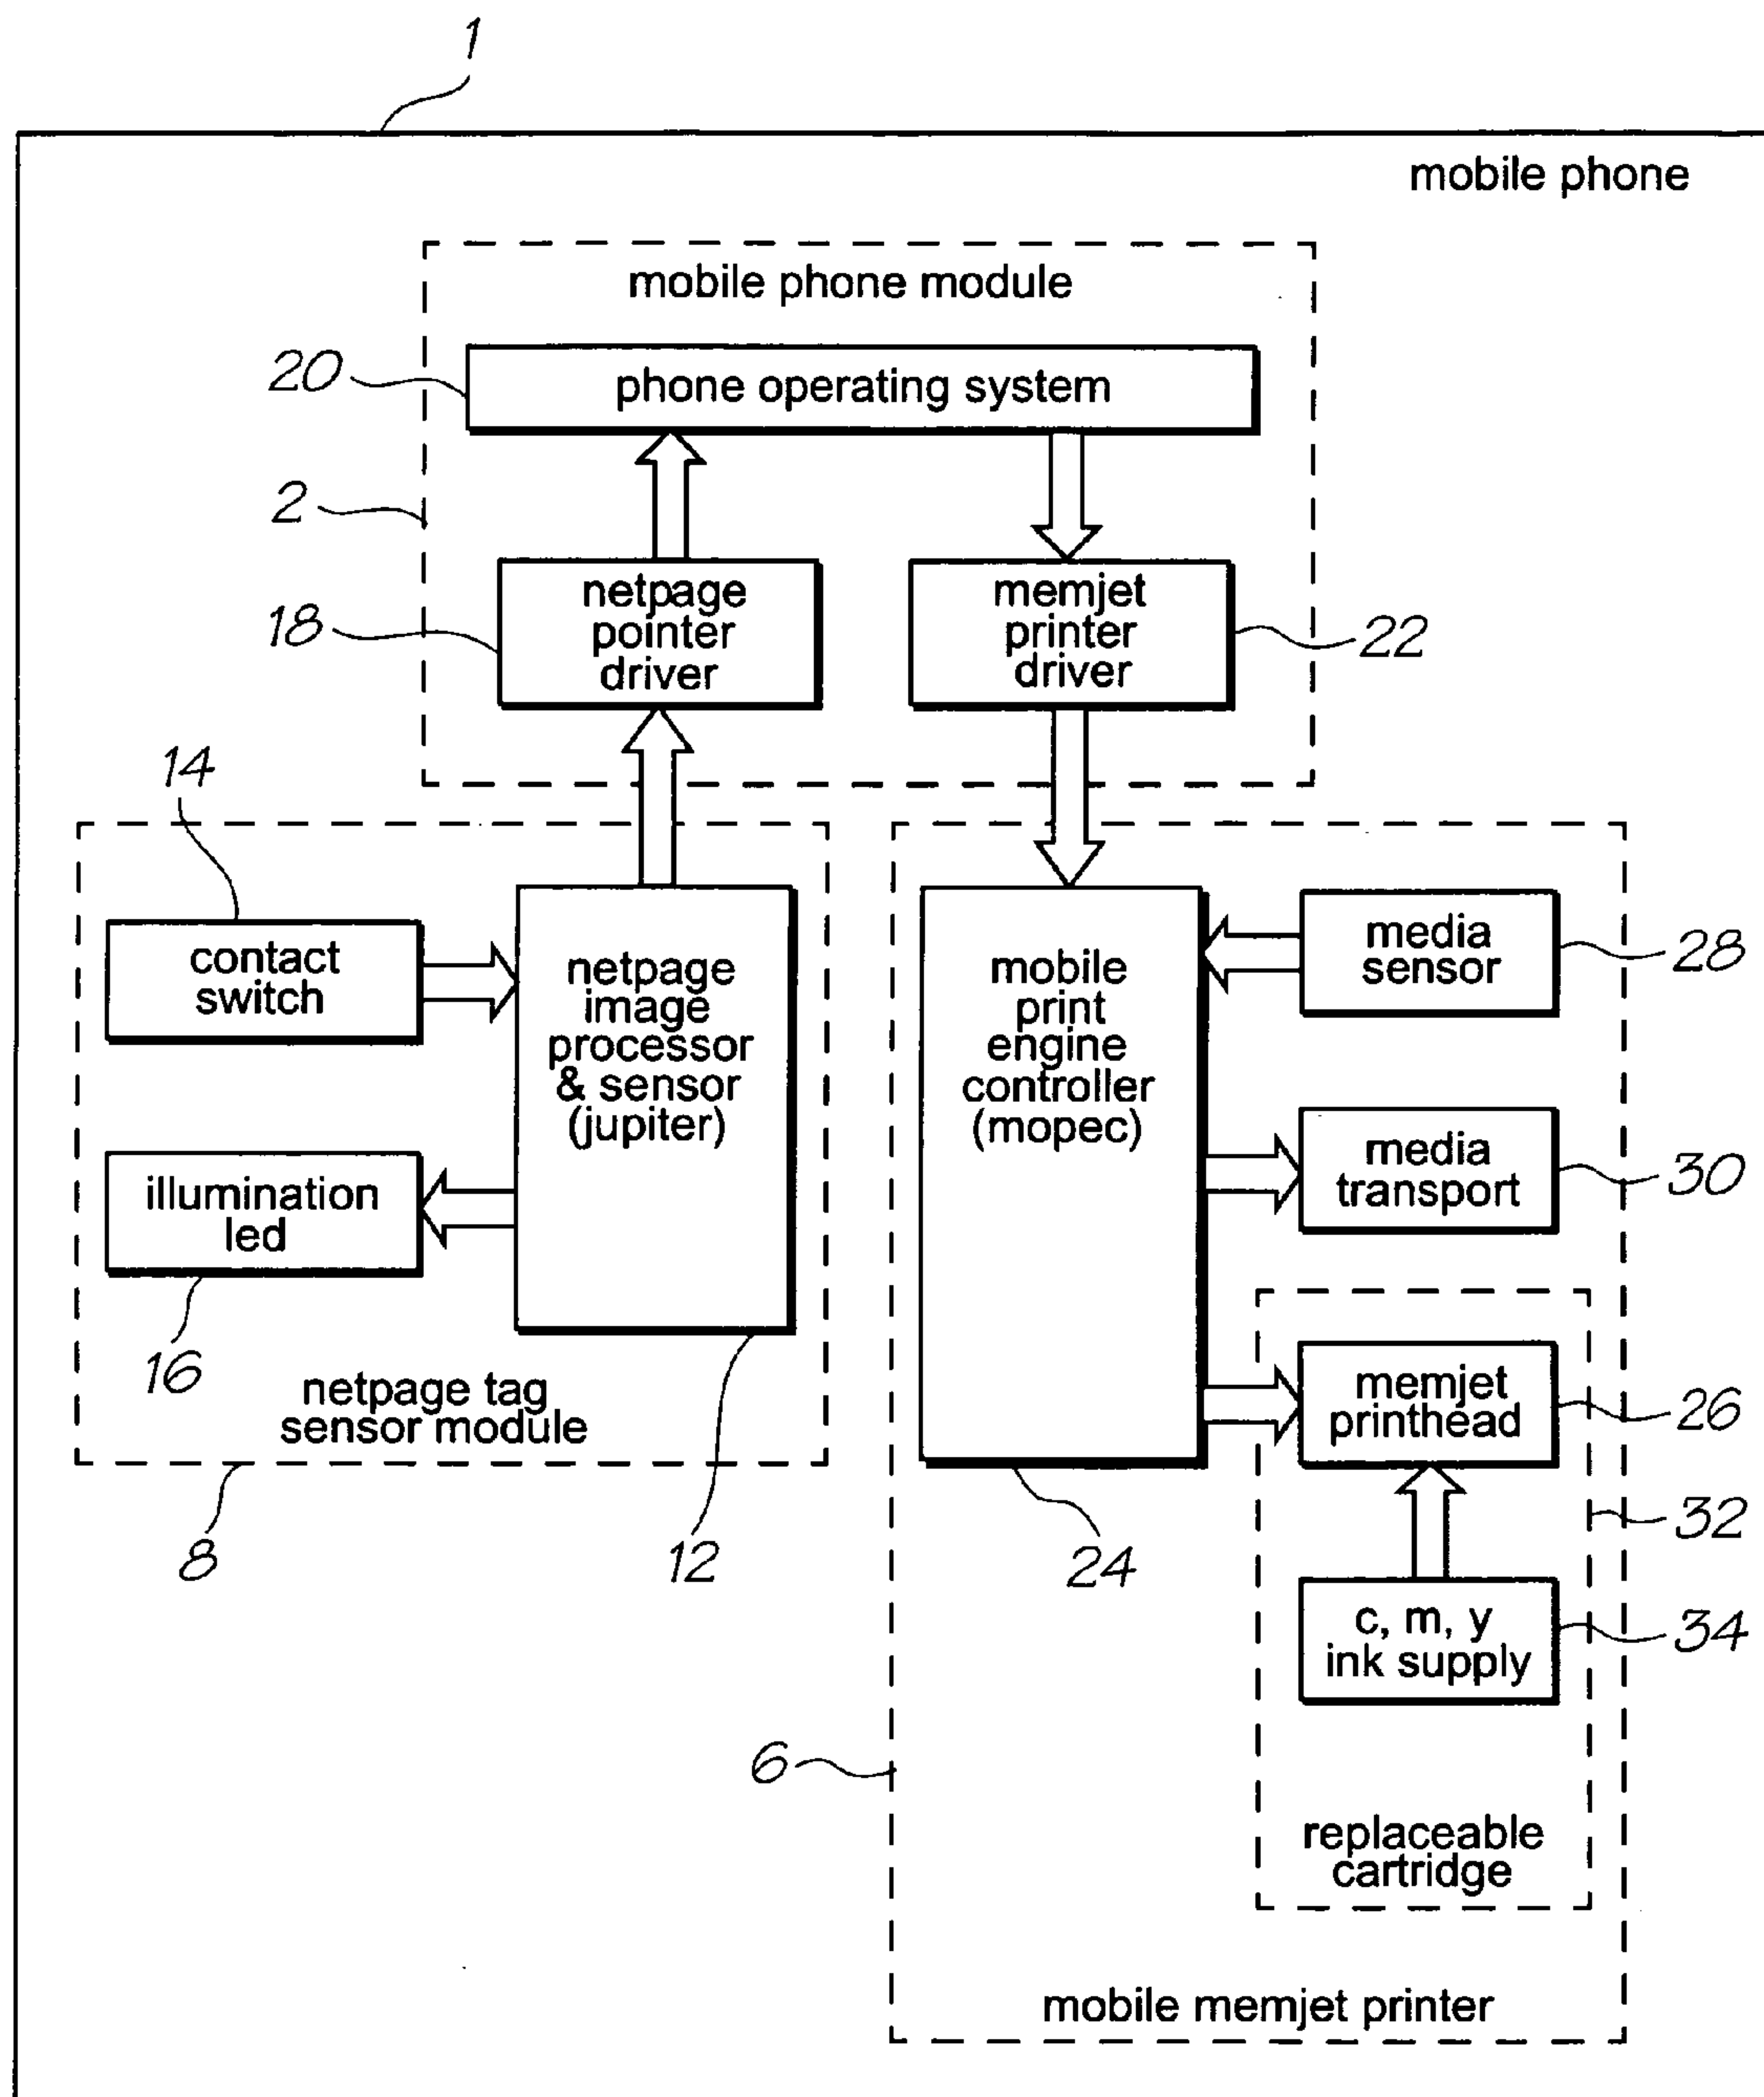 1
mobile phone
mobile phone module
20
phone operating system
2
netpage
pointer
driver
18
memjet
printer
driver
22
14
contact
switch
netpage
image
processor
& sensor
(jupiter)
illumination
led
16
netpage tag
sensor module
8
12
mobile
print
engine
controller
(mopec)
24
media
sensor
28
media
transport
30
memjet
printhead
26
32
c, m, y
ink supply
34
6
replaceable
cartridge
mobile memjet printer